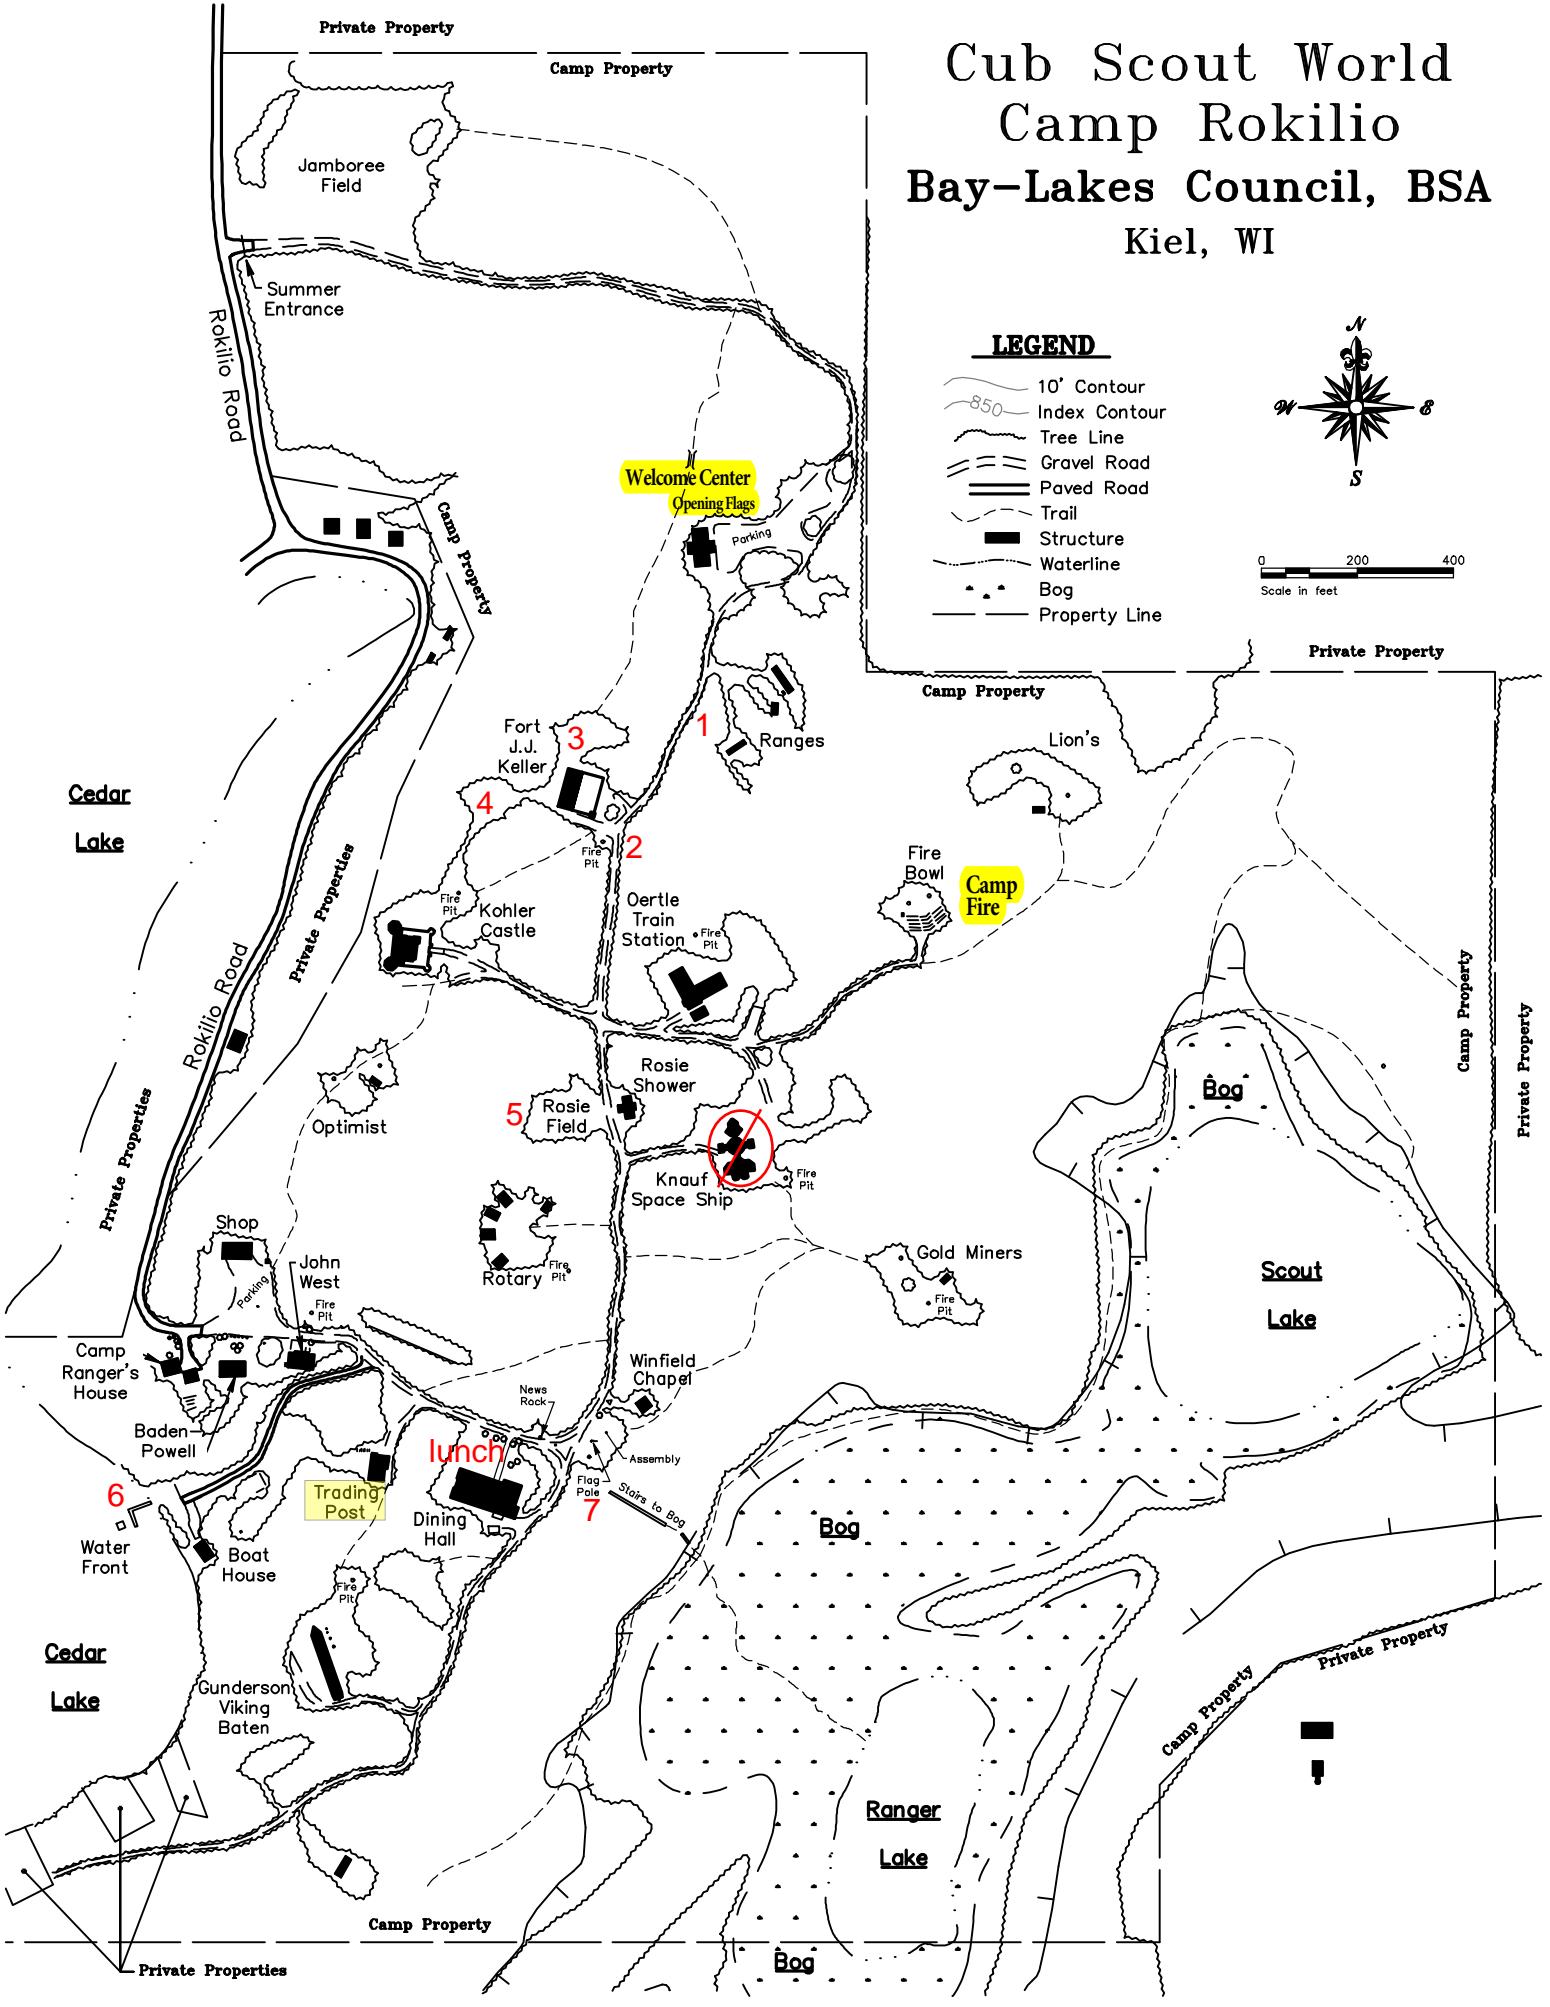 Private Property
Camp Property
Cub Scout World
Camp Rokilio
Bay-Lakes Council, BSA
Kiel, WI
Jamboree
Field
Summer
Entrance
Rokilio Road
LEGEND
10' Contour
850
Index Contour
Tree Line
Gravel Road
Paved Road
Trail
Structure
Waterline
Bog
Property Line
N
W
E
S
0 200 400
Scale in feet
Welcome Center
Opening Flags
Parking
Camp Property
Private Property
Camp Property
Fort
J.J.
Keller
3
1
Ranges
Lion's
Cedar
Lake
4
2
Fire
Pit
Private Properties
Fire
Bowl
Camp
Fire
Fire
Pit
Kohler
Castle
Oertle
Train
Station
Fire
Pit
Rokilio Road
Camp Property
Private Property
Rosie
Shower
5
Rosie
Field
Optimist
Bog
Private Properties
Knauf
Space Ship
Fire
Pit
Shop
John
West
Parking
Fire
Pit
Rotary
Fire
Pit
Gold Miners
Fire
Pit
Scout
Lake
Camp
Ranger's
House
Winfield
Chapel
News
Rock
Baden
Powell
lunch
Assembly
Flag
Pole
7
Stairs to Bog
6
Trading
Post
Dining
Hall
Water
Front
Boat
House
Bog
Fire
Pit
Cedar
Lake
Gunderson
Viking
Baten
Private Property
Camp Property
Ranger
Lake
Camp Property
Bog
Private Properties